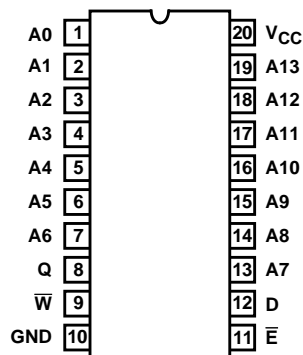 A0 1 20 VCC
A1 2 19 A13
A2 3 18 A12
A3 4 17 A11
A4 5 16 A10
A5 6 15 A9
A6 7 14 A8
Q 8 13 A7
W̅ 9 12 D
GND 10 11 E̅